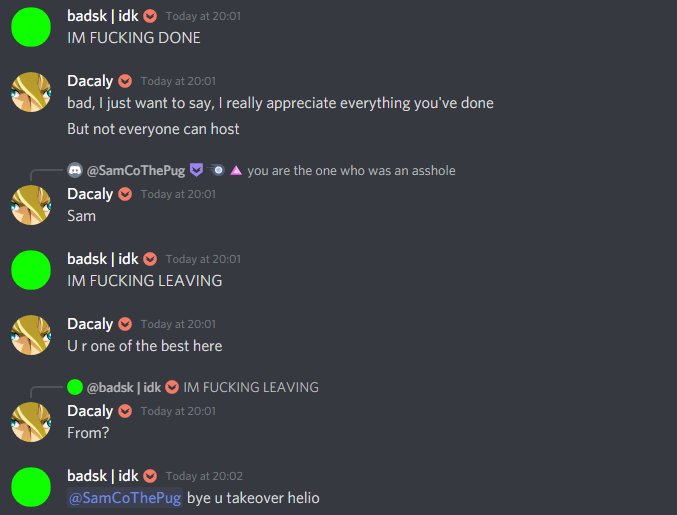 badsk | idk Today at 20:01
IM FUCKING DONE
Dacaly Today at 20:01
bad, I just want to say, I really appreciate everything you've done
But not everyone can host
@SamCoThePug you are the one who was an asshole
Dacaly Today at 20:01
Sam
badsk | idk Today at 20:01
IM FUCKING LEAVING
Dacaly Today at 20:01
U r one of the best here
@badsk | idk IM FUCKING LEAVING
Dacaly Today at 20:01
From?
badsk | idk Today at 20:02
@SamCoThePug bye u takeover helio